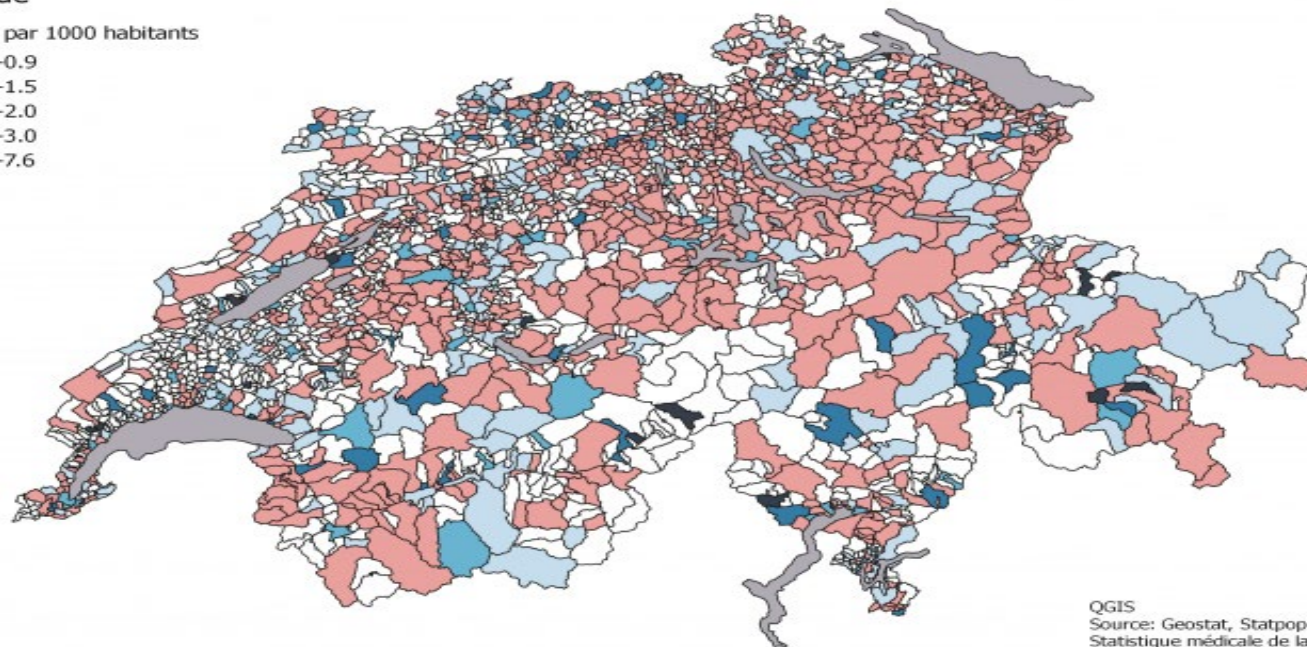 par 1000 habitants
-0.9
-1.5
-2.0
-3.0
-7.6
QGIS
Source: Geostat, Statpop
Statistique médicale de la